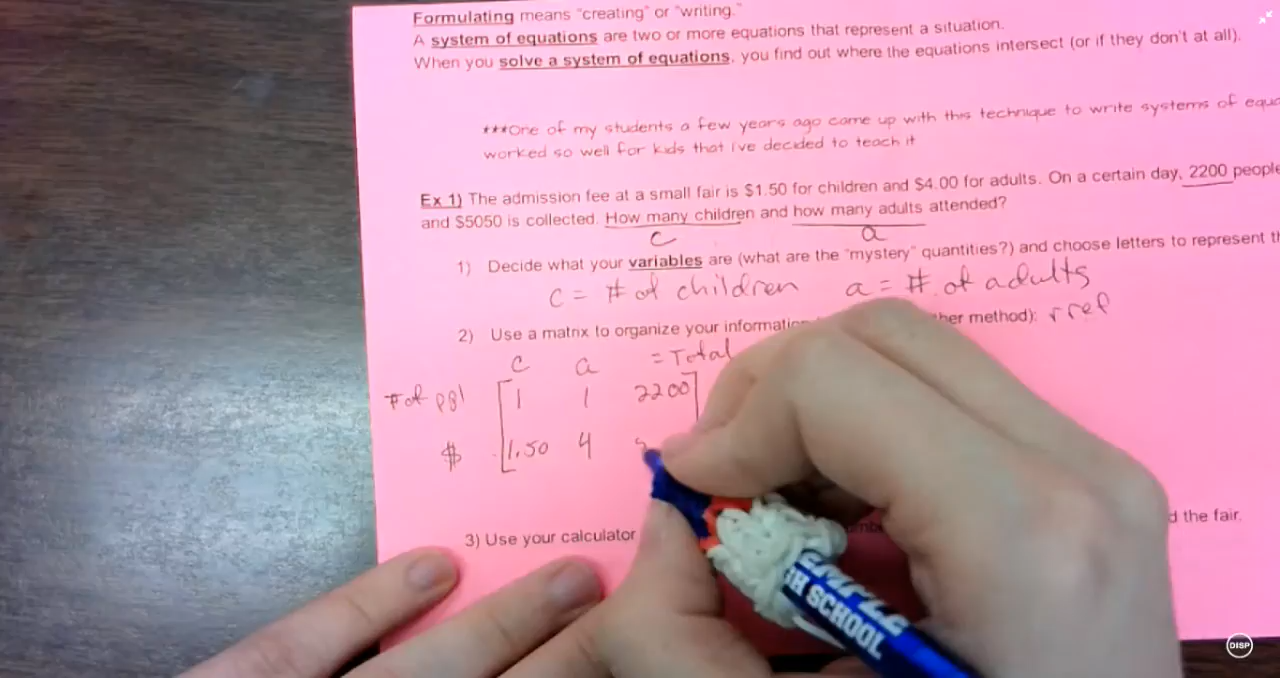 Formulating means "creating" or "writing."
A system of equations are two or more equations that represent a situation.
When you solve a system of equations, you find out where the equations intersect (or if they don't at all).
***One of my students a few years ago came up with this technique to write systems of equa
worked so well for kids that i've decided to teach it
Ex 1) The admission fee at a small fair is $1.50 for children and $4.00 for adults. On a certain day, 2200 people
and $5050 is collected. How many children and how many adults attended?
c a
1) Decide what your variables are (what are the "mystery" quantities?) and choose letters to represent th
c = # of children a = # of adults
2) Use a matrix to organize your informatio her method): rref
c a = Total
# of ppl 1 1 2200
$ 1.50 4
3) Use your calculator d the fair.
SCHOOL
DISP